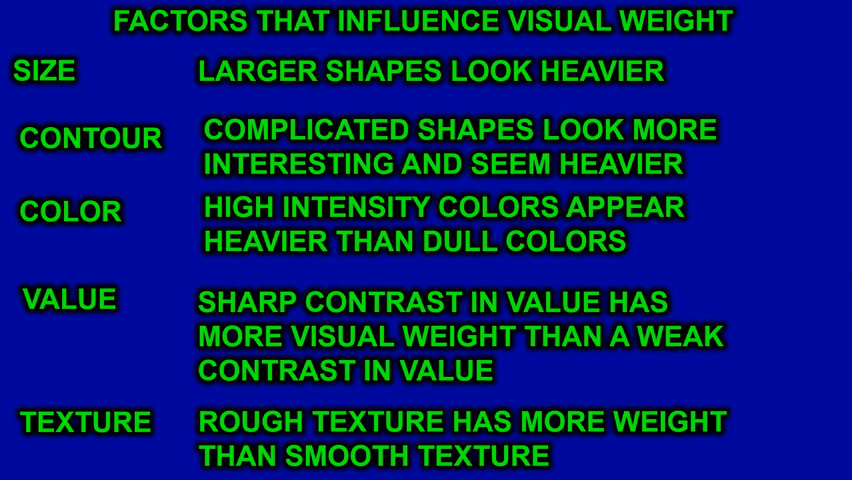 FACTORS THAT INFLUENCE VISUAL WEIGHT
SIZE LARGER SHAPES LOOK HEAVIER
CONTOUR COMPLICATED SHAPES LOOK MORE
INTERESTING AND SEEM HEAVIER
COLOR HIGH INTENSITY COLORS APPEAR
HEAVIER THAN DULL COLORS
VALUE SHARP CONTRAST IN VALUE HAS
MORE VISUAL WEIGHT THAN A WEAK
CONTRAST IN VALUE
TEXTURE ROUGH TEXTURE HAS MORE WEIGHT
THAN SMOOTH TEXTURE